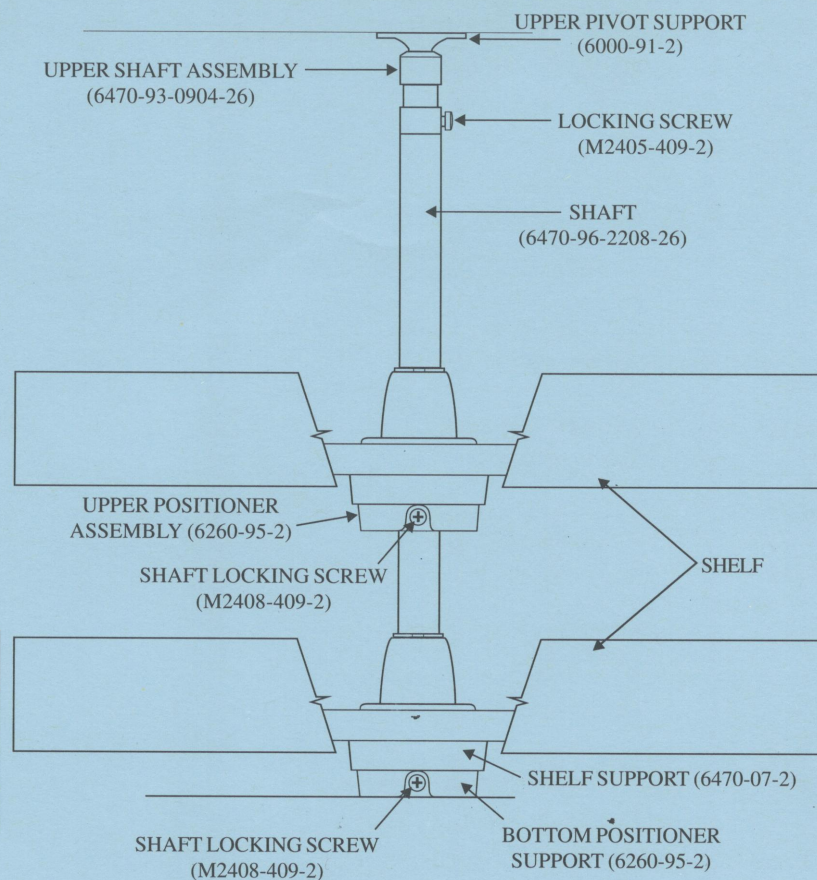 UPPER PIVOT SUPPORT
(6000-91-2)
UPPER SHAFT ASSEMBLY
(6470-93-0904-26)
LOCKING SCREW
(M2405-409-2)
SHAFT
(6470-96-2208-26)
UPPER POSITIONER
ASSEMBLY (6260-95-2)
SHAFT LOCKING SCREW
(M2408-409-2)
SHELF
SHELF SUPPORT (6470-07-2)
SHAFT LOCKING SCREW
(M2408-409-2)
BOTTOM POSITIONER
SUPPORT (6260-95-2)